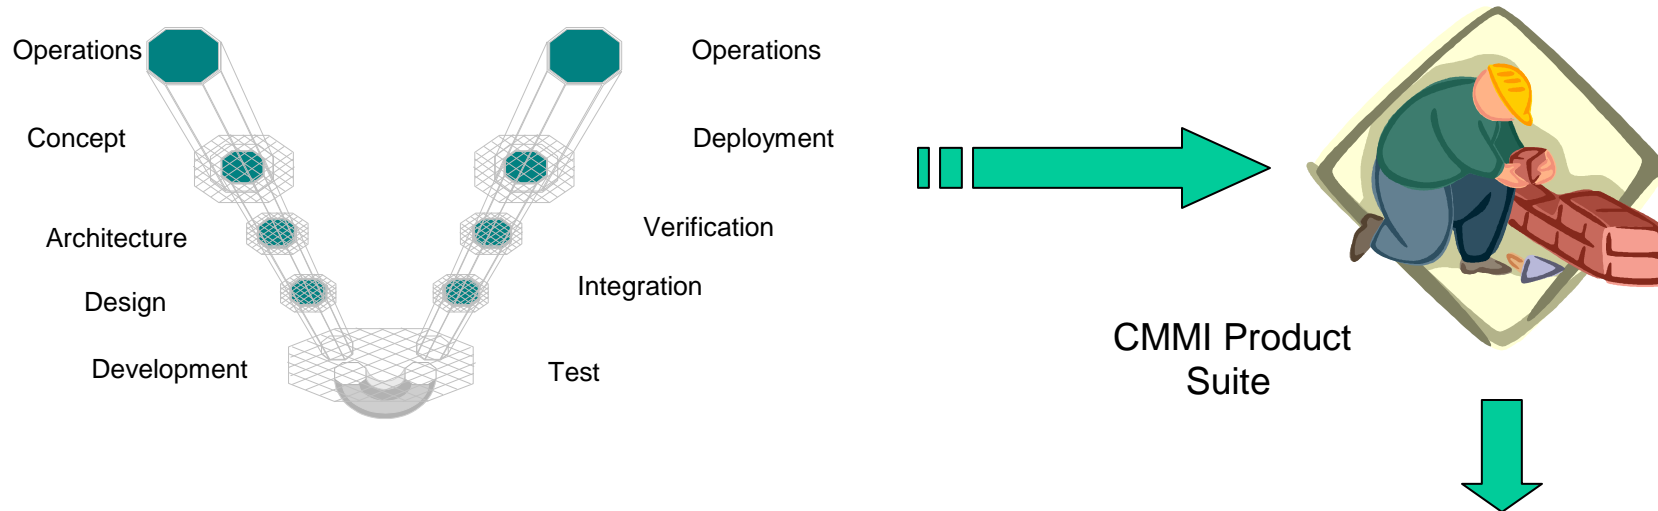 Operations
Operations
Concept
Deployment
Architecture
Verification
Design
Integration
Development
Test
CMMI Product
Suite